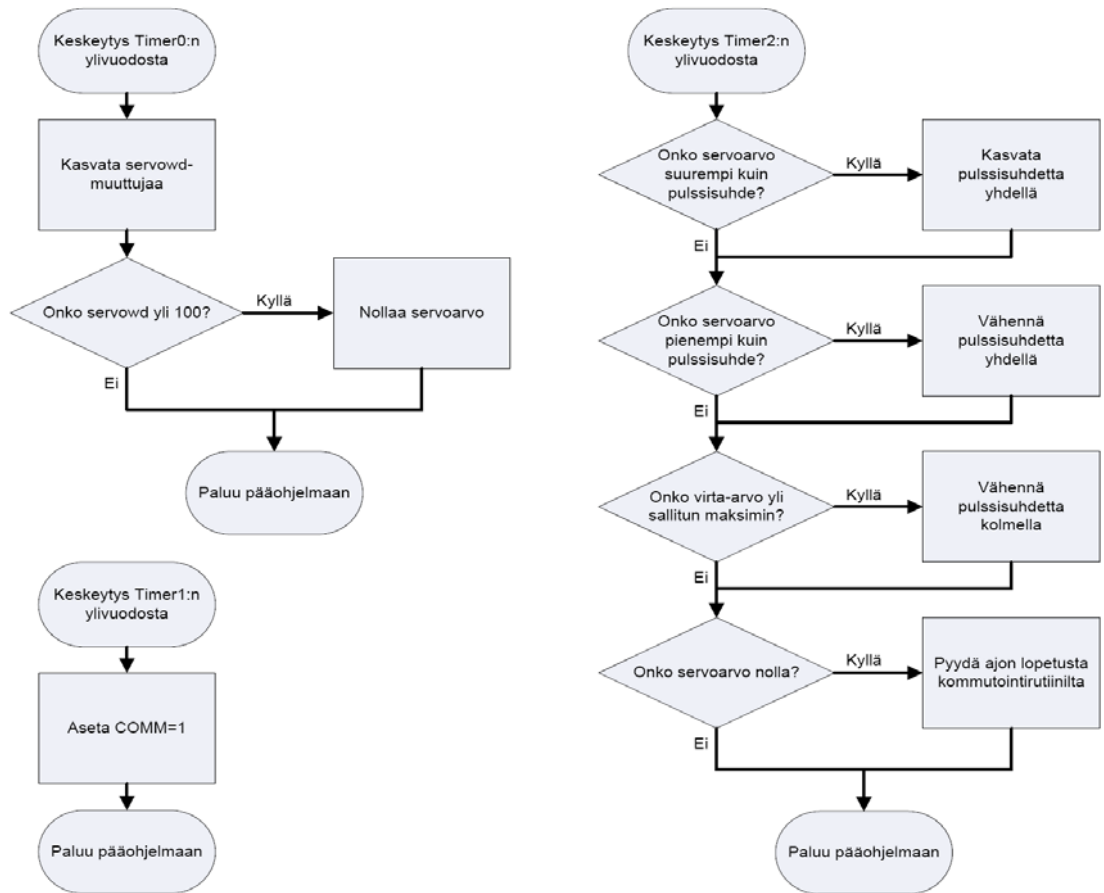 Keskeytys Timer0:n
ylivuodosta
Kasvata servowd-
muuttujaa
Onko servowd yli 100?
Kyllä
Nollaa servoarvo
Ei
Paluu pääohjelmaan
Keskeytys Timer1:n
ylivuodosta
Aseta COMM=1
Paluu pääohjelmaan
Keskeytys Timer2:n
ylivuodosta
Onko servoarvo
suurempi kuin
pulssisuhde?
Kyllä
Kasvata
pulssisuhdetta
yhdellä
Ei
Onko servoarvo
pienempi kuin
pulssisuhde?
Kyllä
Vähennä
pulssisuhdetta
yhdellä
Ei
Onko virta-arvo yli
sallitun maksimin?
Kyllä
Vähennä
pulssisuhdetta
kolmella
Ei
Onko servoarvo nolla?
Kyllä
Pyydä ajon lopetusta
kommutointirutiinilta
Ei
Paluu pääohjelmaan